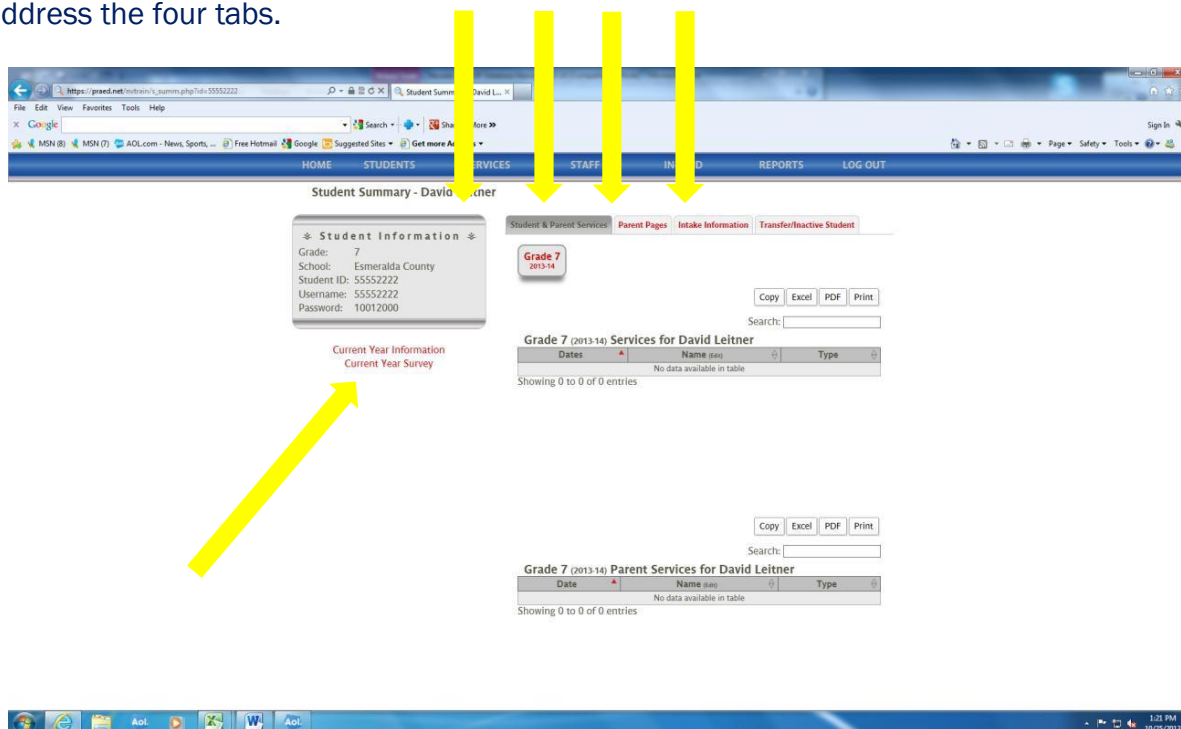 ddress the four tabs.
https://praed.net/nvtrain/s_summ.php?id=55552222
Student Summ David L...
File Edit View Favorites Tools Help
x Google Search Sha More »
Sign In
MSN (8) MSN (7) AOL.com - News, Sports, ... Free Hotmail Google Suggested Sites Get more Ad s
Page Safety Tools
HOME STUDENTS ERVICES STAFF IN D REPORTS LOG OUT
Student Summary - David tner
Student Information
Grade: 7
School: Esmeralda County
Student ID: 55552222
Username: 55552222
Password: 10012000
Current Year Information
Current Year Survey
Student & Parent Services Parent Pages Intake Information Transfer/Inactive Student
Grade 7
2013-14
Copy Excel PDF Print
Search:
Grade 7 (2013-14) Services for David Leitner
Dates Name (Edit) Type
No data available in table
Showing 0 to 0 of 0 entries
Copy Excel PDF Print
Search:
Grade 7 (2013-14) Parent Services for David Leitner
Date Name (Edit) Type
No data available in table
Showing 0 to 0 of 0 entries
Aol. W Aol.
1:21 PM